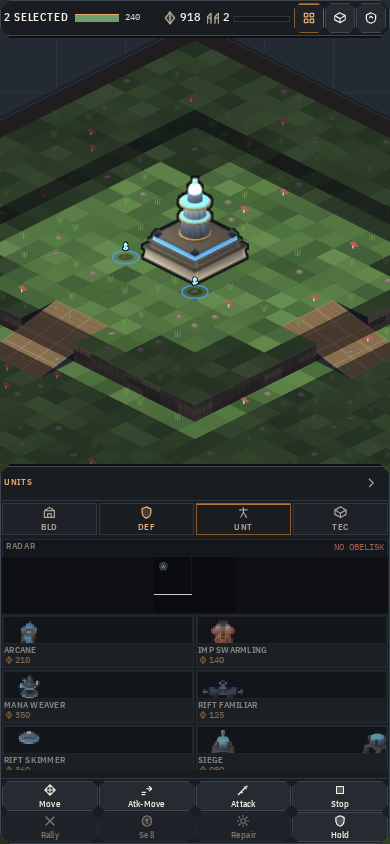 2 SELECTED 240 918 2
UNITS
BLD DEF UNT TEC
RADAR NO OBELISK
ARCANE IMP SWARMLING
210 140
MANA WEAVER RIFT FAMILIAR
350 125
RIFT SKIMMER SIEGE
Move Atk-Move Attack Stop
Rally Sell Repair Hold